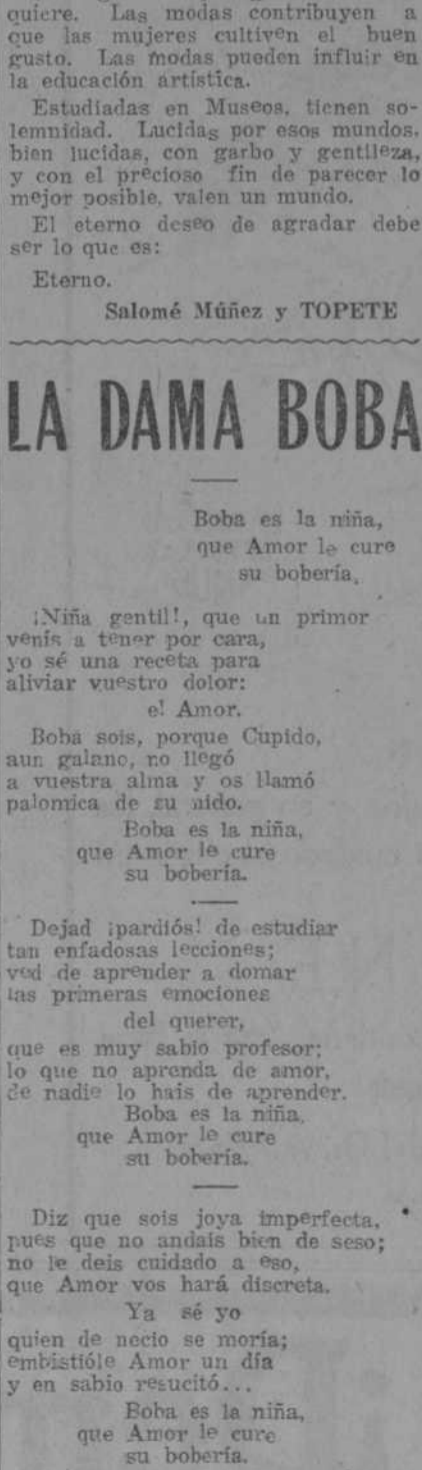 quiere. Las modas contribuyen a
que las mujeres cultiven el buen
gusto. Las modas pueden influir en
la educación artística.
Estudiadas en Museos, tienen so-
lemnidad. Lucidas por esos mundos,
bien lucidas, con garbo y gentileza,
y con el precioso fin de parecer lo
mejor posible, valen un mundo.
El eterno deseo de agradar debe
ser lo que es:
Eterno.
Salomé Múñez y TOPETE
LA DAMA BOBA
Boba es la niña,
que Amor le cure
su bobería.
¡Niña gentil!, que un primor
venís a tener por cara,
yo sé una receta para
aliviar vuestro dolor:
el Amor.
Boba sois, porque Cupido,
aun galano, no llegó
a vuestra alma y os llamó
palomica de su nido.
Boba es la niña,
que Amor le cure
su bobería.
Dejad ¡pardiós! de estudiar
tan enfadosas lecciones;
ved de aprender a domar
las primeras emociones
del querer,
que es muy sabio profesor;
lo que no aprenda de amor,
de nadie lo hais de aprender.
Boba es la niña,
que Amor le cure
su bobería.
Diz que sois joya imperfecta,
pues que no andais bien de seso;
no le deis cuidado a eso,
que Amor vos hará discreta.
Ya sé yo
quien de necio se moría;
embistióle Amor un día
y en sabio resucitó...
Boba es la niña,
que Amor le cure
su bobería.